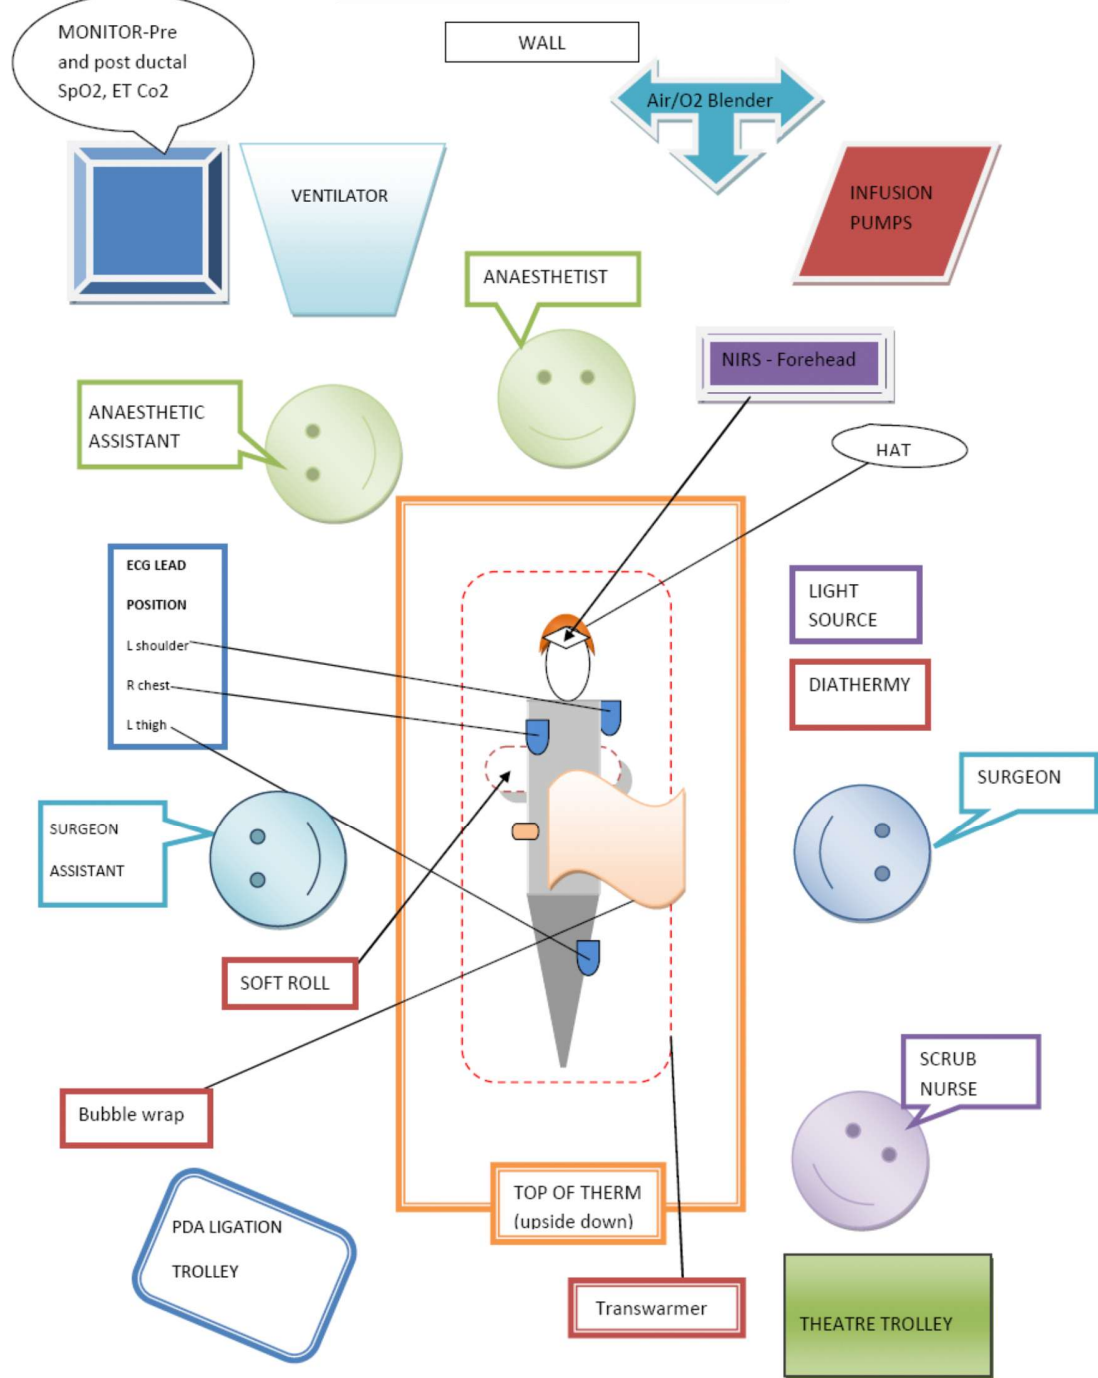 MONITOR-Pre
and post ductal
SpO2, ET Co2
WALL
Air/O2 Blender
VENTILATOR
INFUSION
PUMPS
ANAESTHETIST
NIRS - Forehead
ANAESTHETIC
ASSISTANT
HAT
ECG LEAD
POSITION
L shoulder
R chest
L thigh
LIGHT
SOURCE
DIATHERMY
SURGEON
SURGEON
ASSISTANT
SOFT ROLL
SCRUB
NURSE
Bubble wrap
TOP OF THERM
(upside down)
PDA LIGATION
TROLLEY
Transwarmer
THEATRE TROLLEY